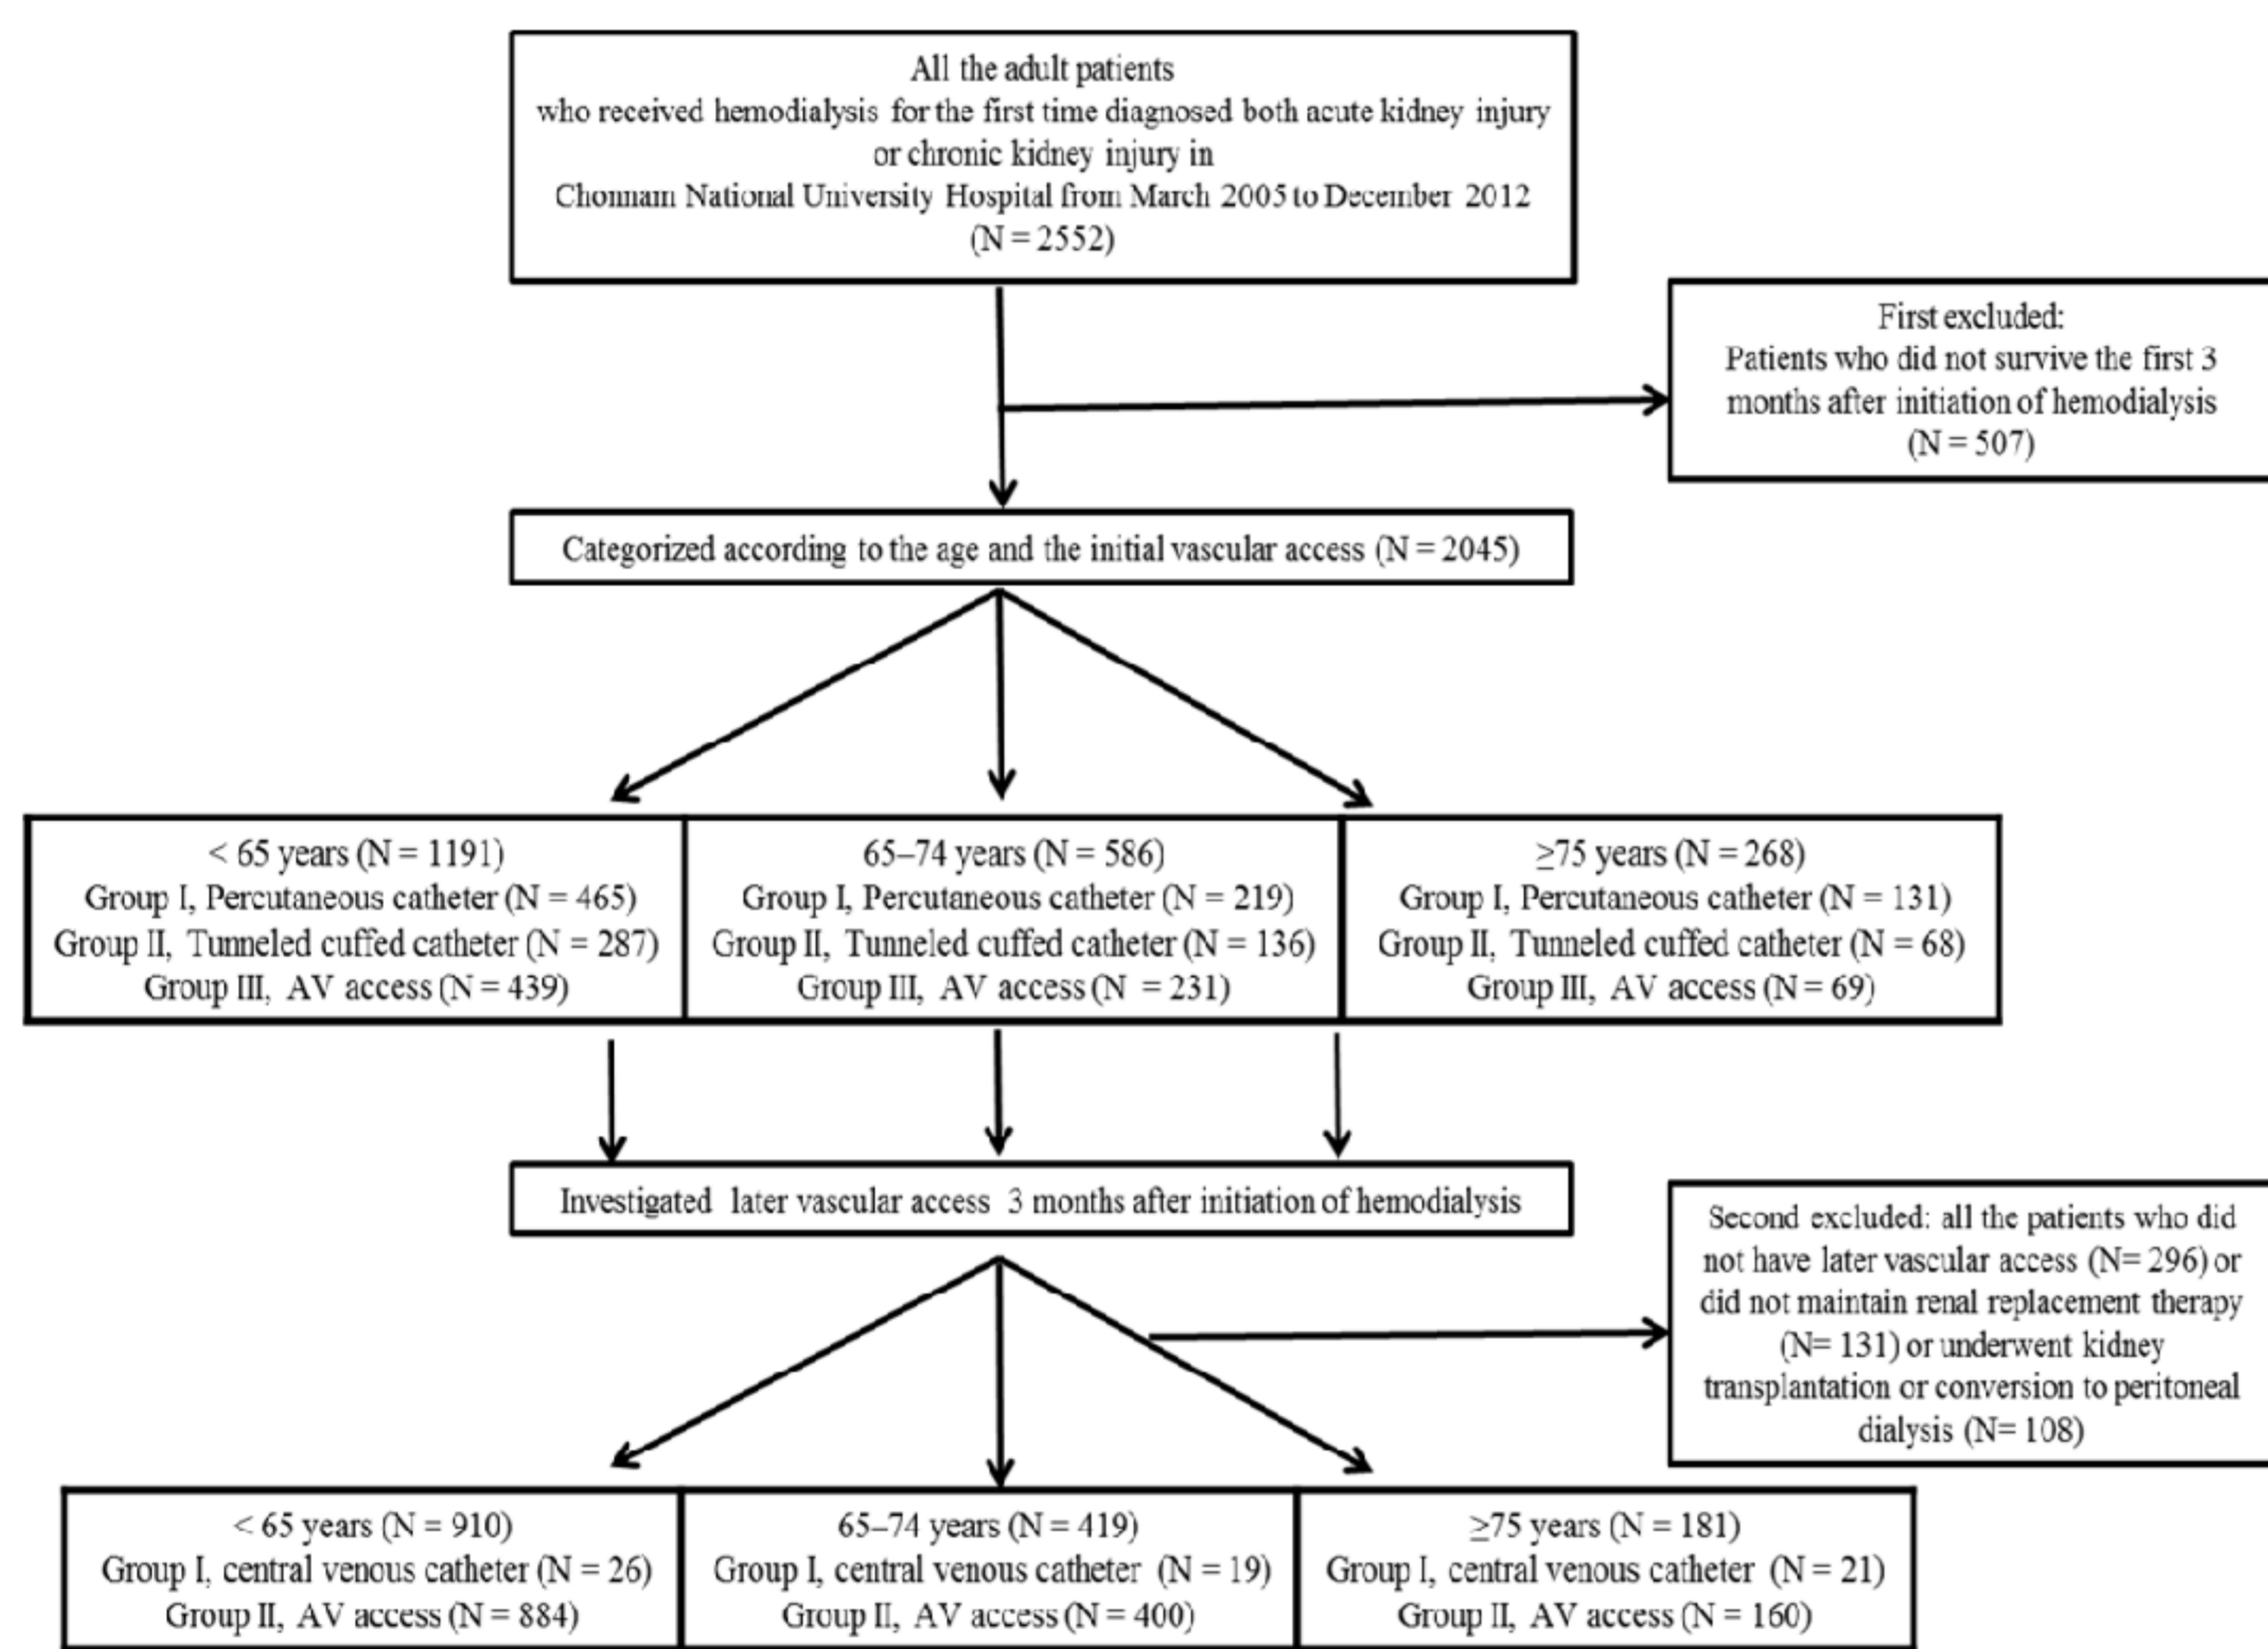 All the adult patients
who received hemodialysis for the first time diagnosed both acute kidney injury
or chronic kidney injury in
Chonnam National University Hospital from March 2005 to December 2012
(N = 2552)
First excluded:
Patients who did not survive the first 3
months after initiation of hemodialysis
(N = 507)
Categorized according to the age and the initial vascular access (N = 2045)
< 65 years (N = 1191)
Group I, Percutaneous catheter (N = 465)
Group II, Tunneled cuffed catheter (N = 287)
Group III, AV access (N = 439)
65–74 years (N = 586)
Group I, Percutaneous catheter (N = 219)
Group II, Tunneled cuffed catheter (N = 136)
Group III, AV access (N = 231)
≥75 years (N = 268)
Group I, Percutaneous catheter (N = 131)
Group II, Tunneled cuffed catheter (N = 68)
Group III, AV access (N = 69)
Investigated later vascular access 3 months after initiation of hemodialysis
Second excluded: all the patients who did
not have later vascular access (N= 296) or
did not maintain renal replacement therapy
(N= 131) or underwent kidney
transplantation or conversion to peritoneal
dialysis (N= 108)
< 65 years (N = 910)
Group I, central venous catheter (N = 26)
Group II, AV access (N = 884)
65–74 years (N = 419)
Group I, central venous catheter (N = 19)
Group II, AV access (N = 400)
≥75 years (N = 181)
Group I, central venous catheter (N = 21)
Group II, AV access (N = 160)